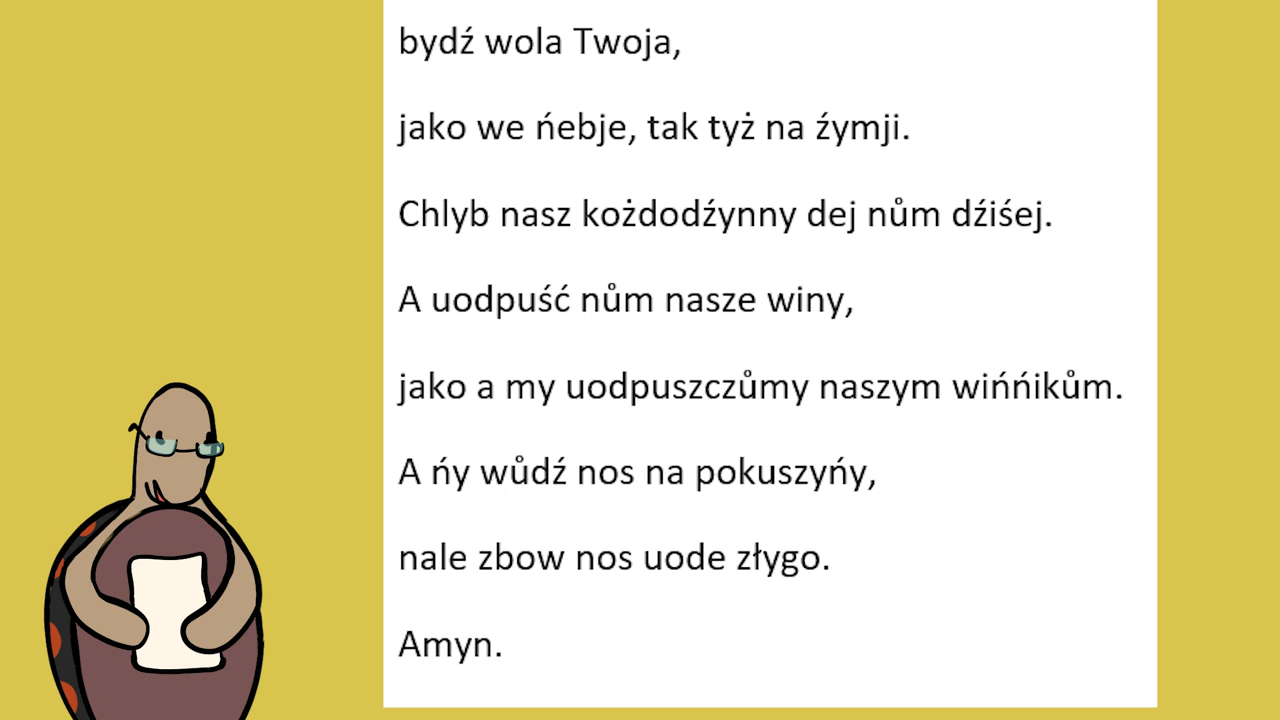 bydź wola Twoja,
jako we ńebje, tak tyż na źymji.
Chlyb nasz kożdodźynny dej nům dźiśej.
A uodpuść nům nasze winy,
jako a my uodpuszczůmy naszym wińńikům.
A ńy wůdź nos na pokuszyńy,
nale zbow nos uode złygo.
Amyn.